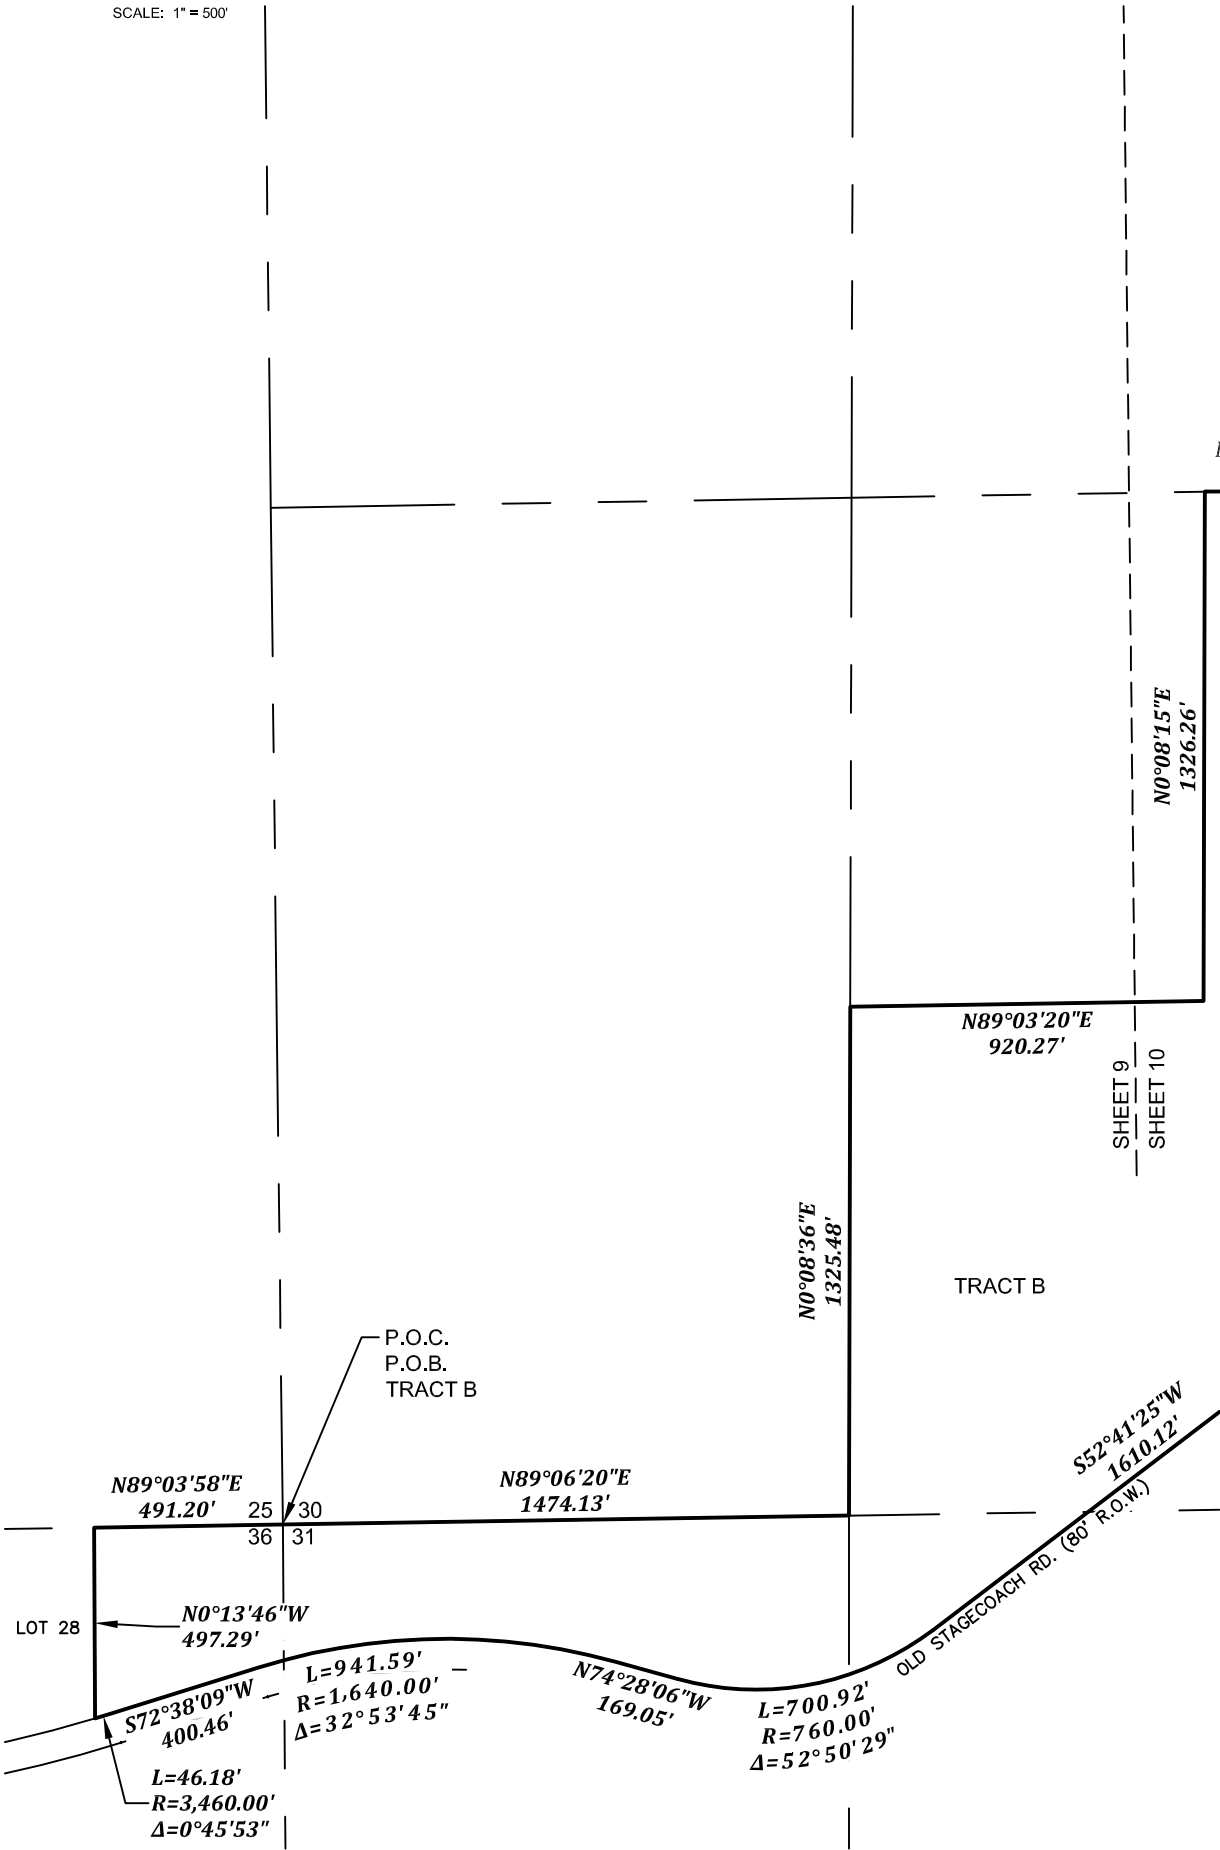 SCALE: 1" = 500'
N0°08'15"E
1326.26'
N89°03'20"E
920.27'
SHEET 9
SHEET 10
N0°08'36"E
1325.48'
TRACT B
P.O.C.
P.O.B.
TRACT B
S52°41'25"W
1610.12'
N89°03'58"E
491.20'
25
30
N89°06'20"E
1474.13'
36
31
OLD STAGECOACH RD. (80' R.O.W.)
LOT 28
N0°13'46"W
497.29'
L=941.59'
R=1,640.00'
Δ=32°53'45"
N74°28'06"W
169.05'
S72°38'09"W
400.46'
L=700.92'
R=760.00'
Δ=52°50'29"
L=46.18'
R=3,460.00'
Δ=0°45'53"